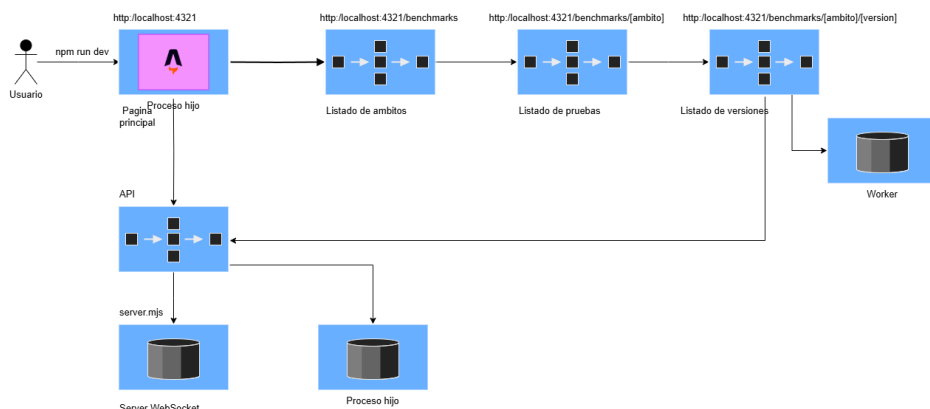 http:/localhost:4321
http:/localhost:4321/benchmarks
http:/localhost:4321/benchmarks/[ambito]
http:/localhost:4321/benchmarks/[ambito]/[version]
npm run dev
Usuario
Proceso hijo
Pagina
principal
Listado de ambitos
Listado de pruebas
Listado de versiones
Worker
API
server.mjs
Server WebSocket
Proceso hijo